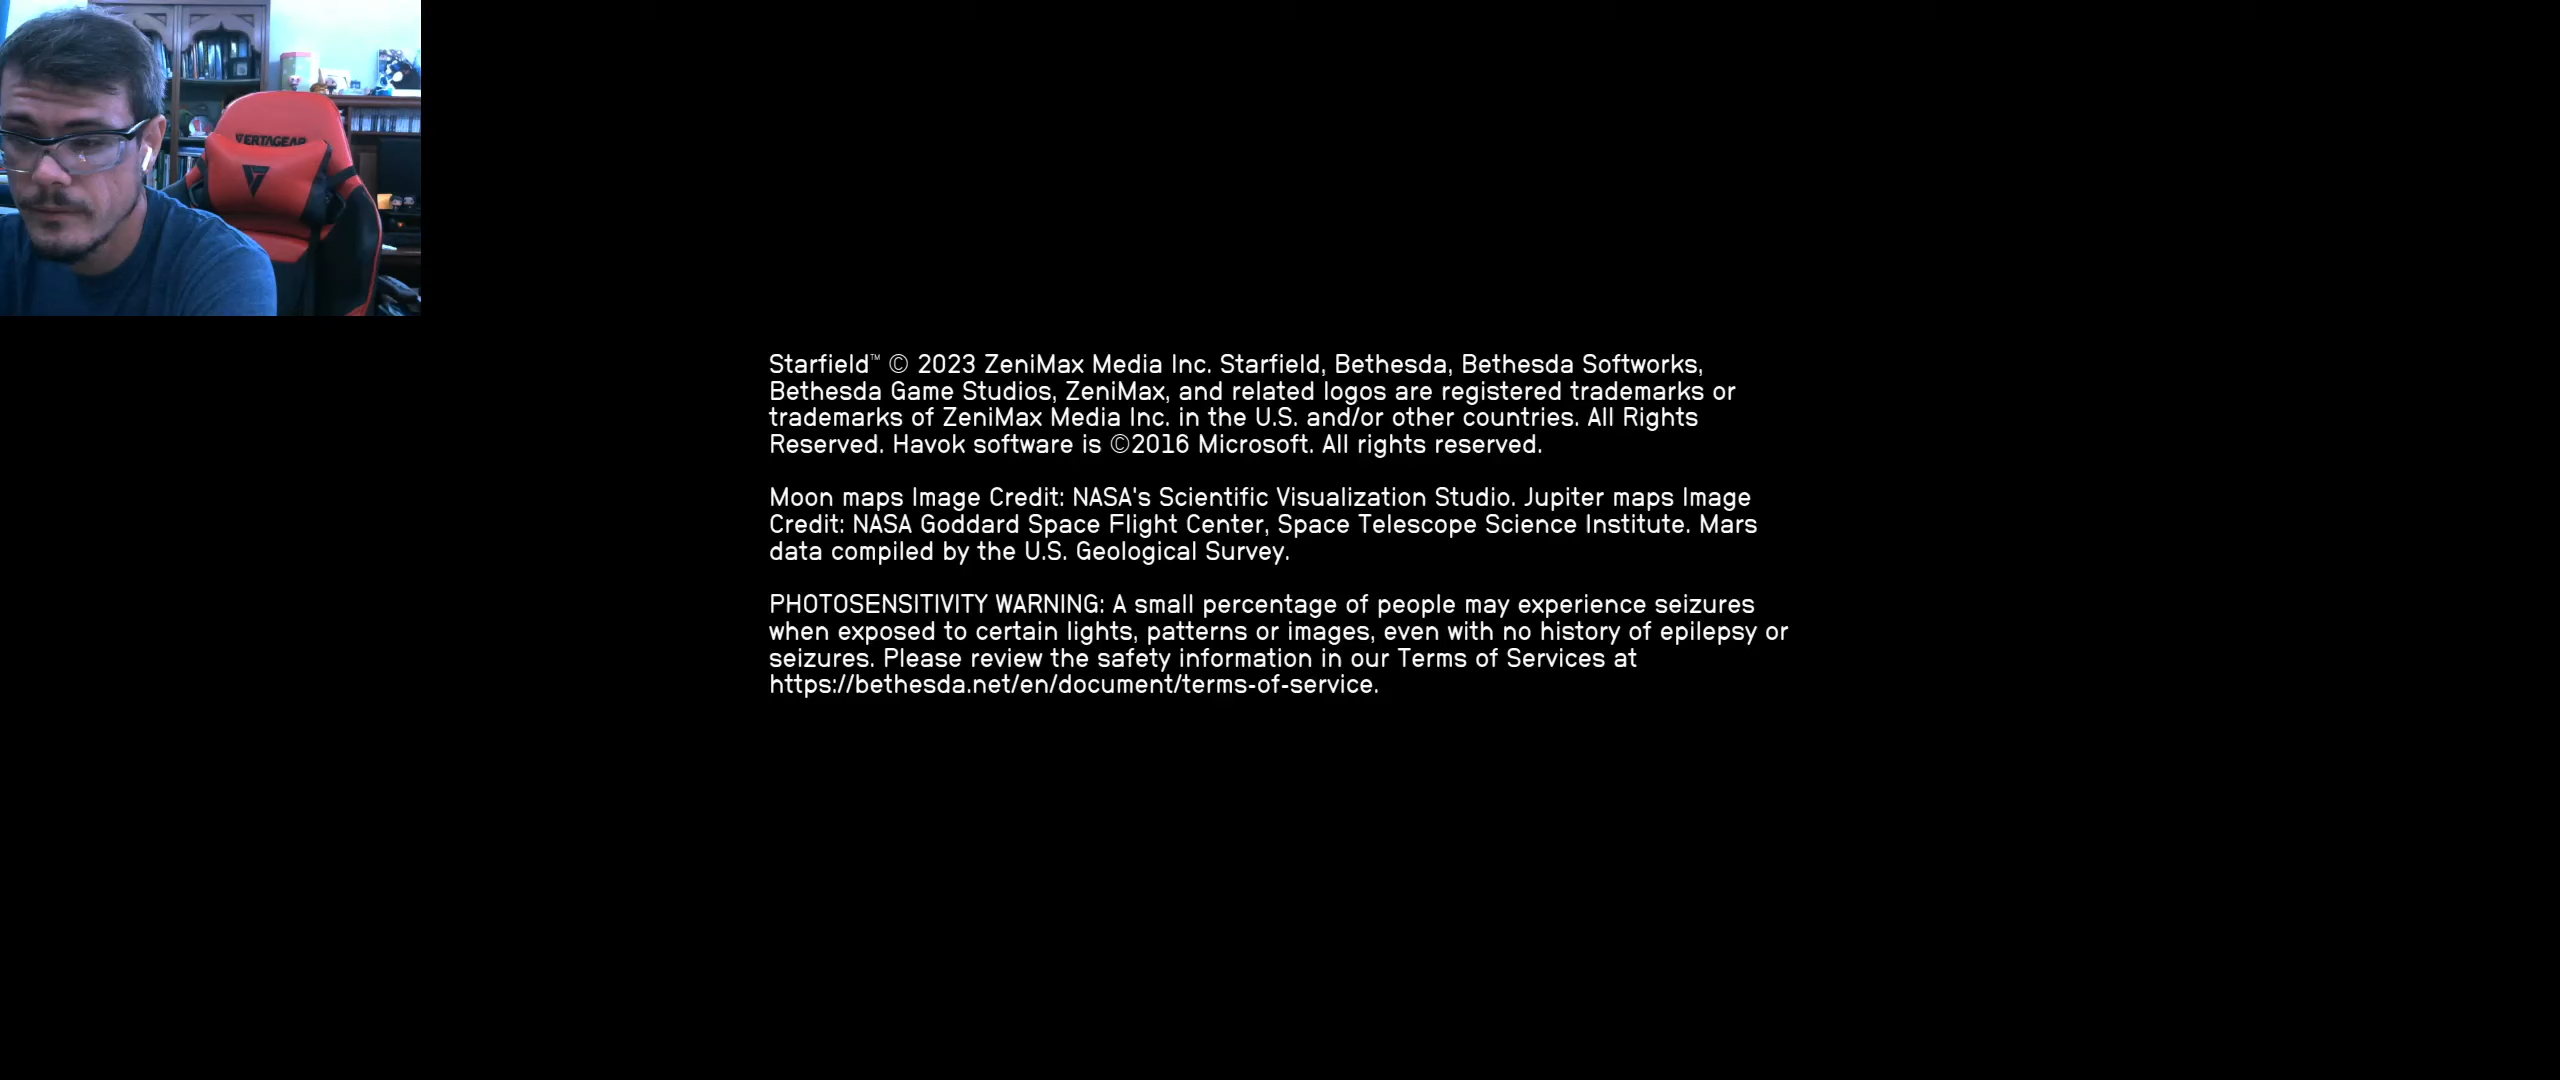 VERTAGEAR
Starfield™ © 2023 ZeniMax Media Inc. Starfield, Bethesda, Bethesda Softworks,
Bethesda Game Studios, ZeniMax, and related logos are registered trademarks or
trademarks of ZeniMax Media Inc. in the U.S. and/or other countries. All Rights
Reserved. Havok software is ©2016 Microsoft. All rights reserved.
Moon maps Image Credit: NASA's Scientific Visualization Studio. Jupiter maps Image
Credit: NASA Goddard Space Flight Center, Space Telescope Science Institute. Mars
data compiled by the U.S. Geological Survey.
PHOTOSENSITIVITY WARNING: A small percentage of people may experience seizures
when exposed to certain lights, patterns or images, even with no history of epilepsy or
seizures. Please review the safety information in our Terms of Services at
https://bethesda.net/en/document/terms-of-service.